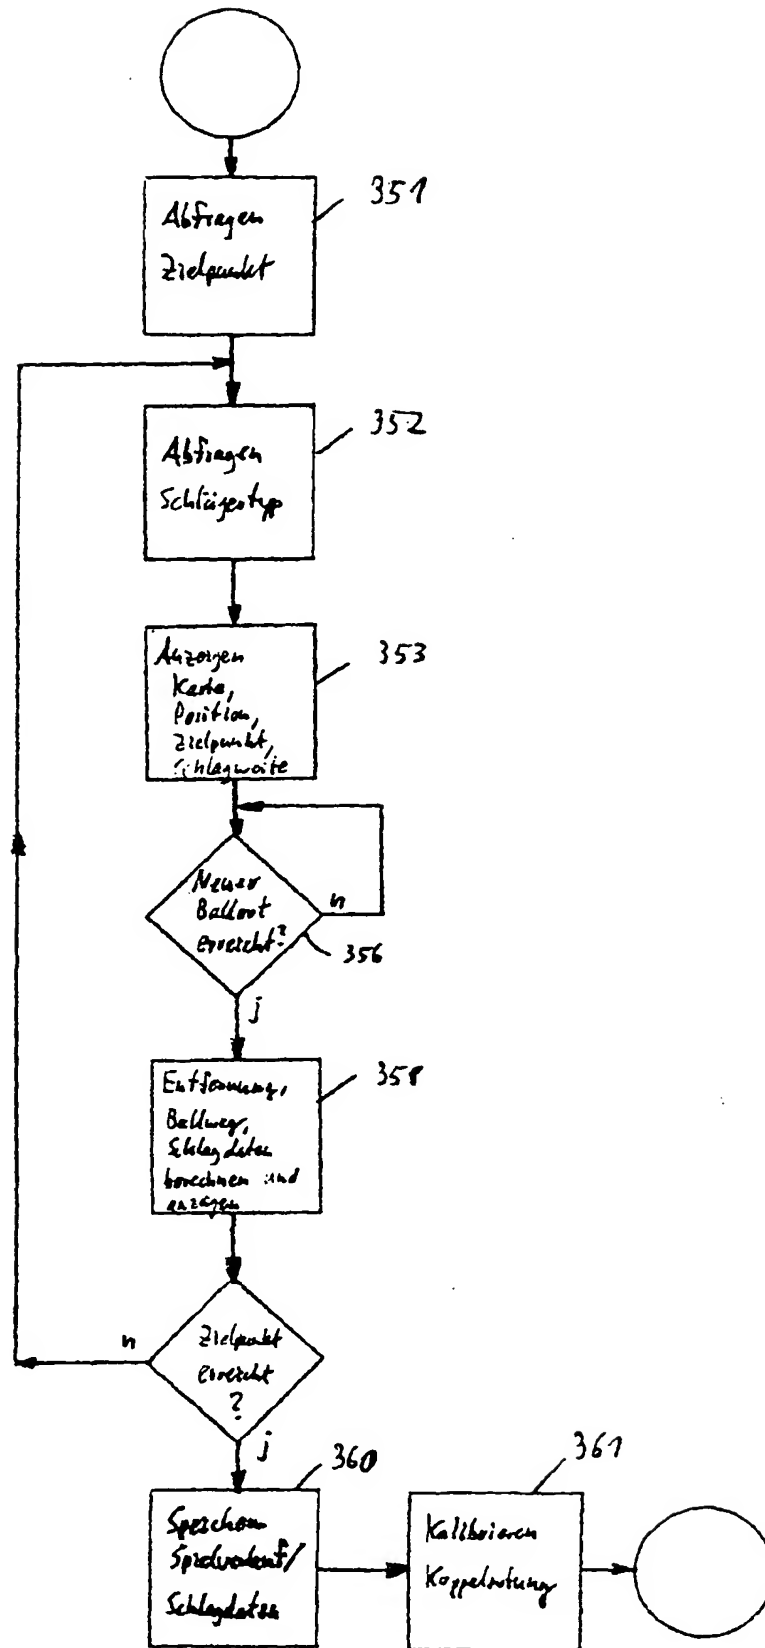 351
Abfragen
Zielpunkt
352
Abfragen
Schlägertyp
353
Anzeigen
Karte,
Position,
Zielpunkt,
Schlagweite
Neuer
Ballort
erreicht?
n
356
j
358
Entfernung,
Ballweg,
Schlagdaten
berechnen und
anzeigen
n
Zielpunkt
erreicht
?
j
360
361
Speichern
Spielverlauf/
Schlagdaten
Kalibrieren
Koppelortung